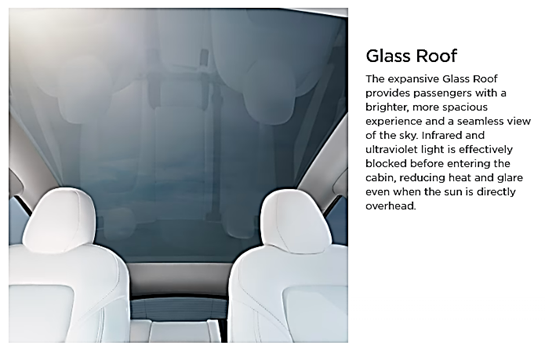 Glass Roof
The expansive Glass Roof
provides passengers with a
brighter, more spacious
experience and a seamless view
of the sky. Infrared and
ultraviolet light is effectively
blocked before entering the
cabin, reducing heat and glare
even when the sun is directly
overhead.